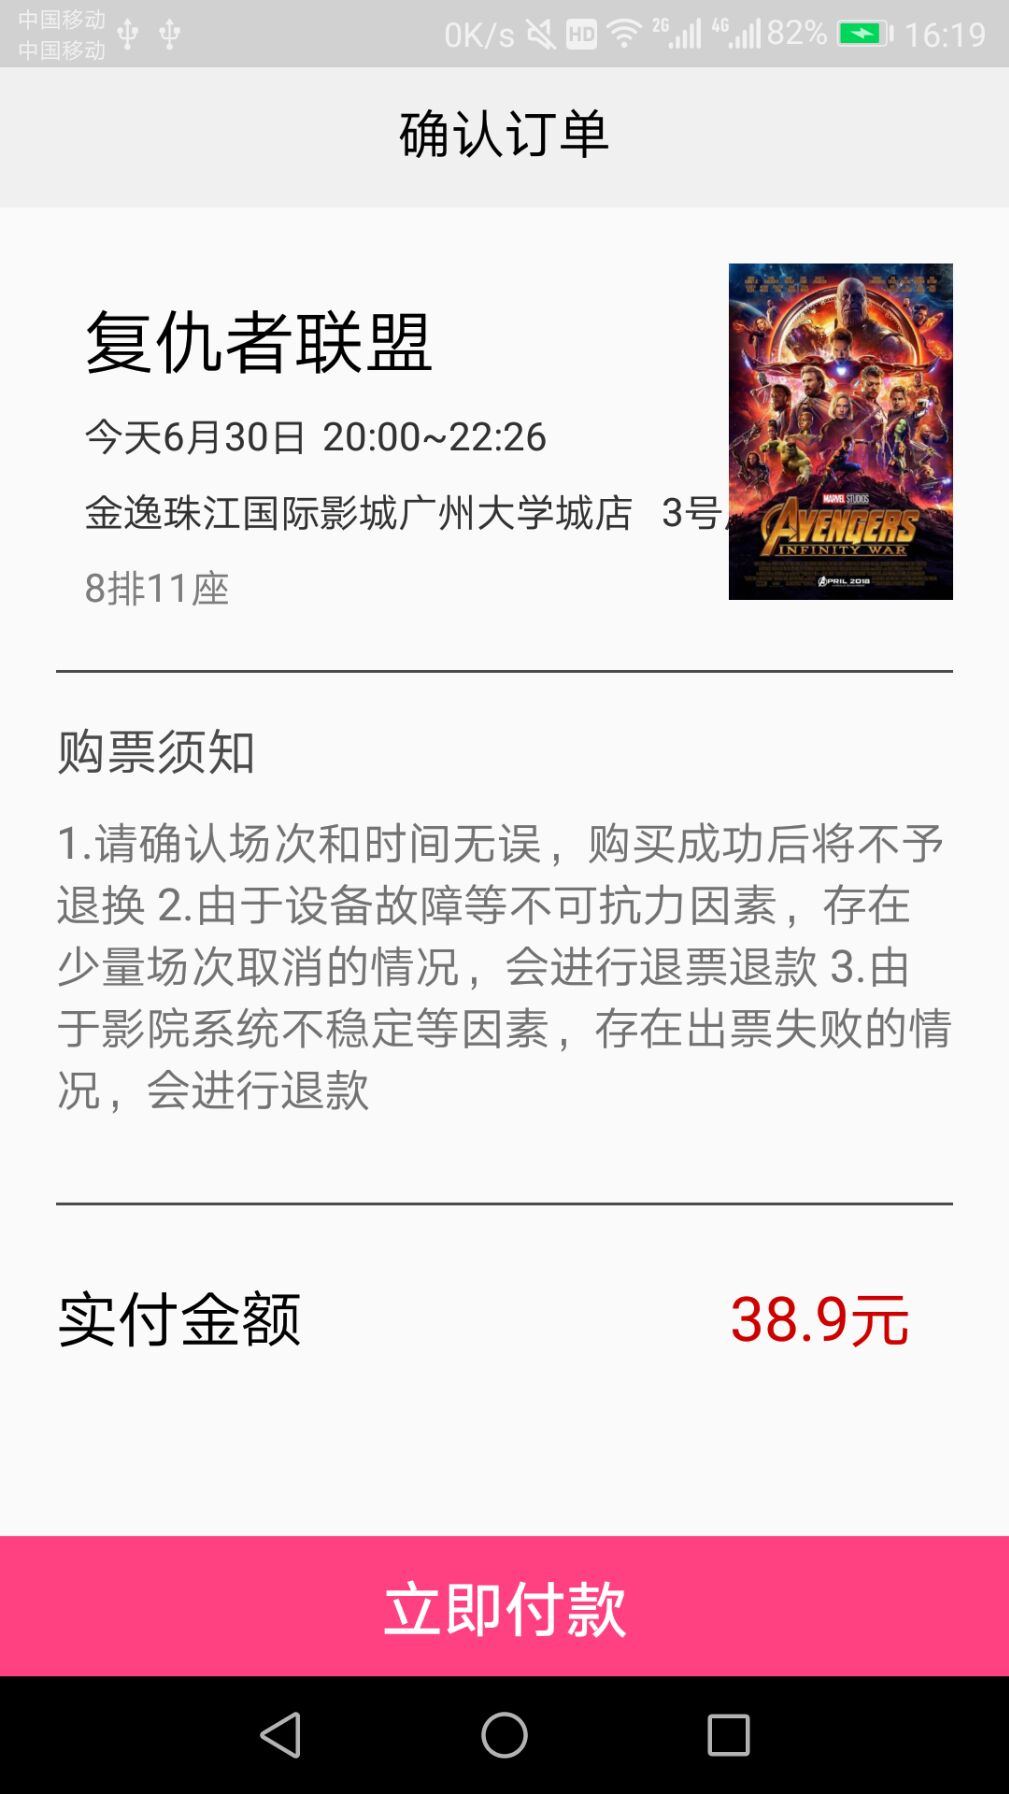 中国移动
中国移动
0K/s HD 2G 4G 82% 16:19
确认订单
复仇者联盟
今天6月30日 20:00~22:26
金逸珠江国际影城广州大学城店 3号
8排11座
MARVEL STUDIOS
AVENGERS
INFINITY WAR
APRIL 2018
购票须知
1.请确认场次和时间无误，购买成功后将不予
退换 2.由于设备故障等不可抗力因素，存在
少量场次取消的情况，会进行退票退款 3.由
于影院系统不稳定等因素，存在出票失败的情
况，会进行退款
实付金额 38.9元
立即付款